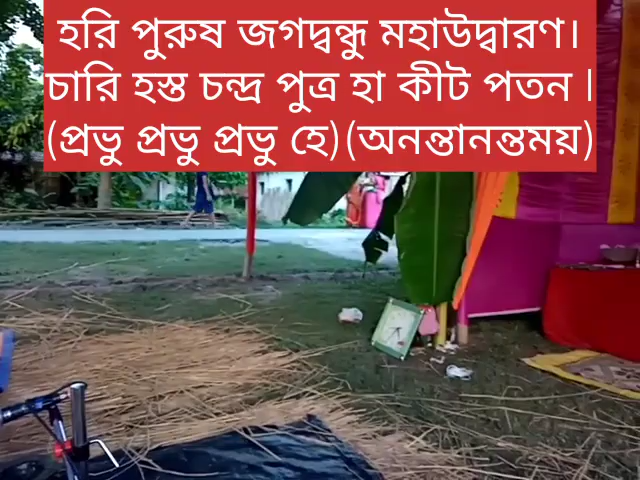 হরি পুরুষ জগদ্বন্ধু মহাউদ্বারণ।
চারি হস্ত চন্দ্র পুত্র হা কীট পতন।
(প্রভু প্রভু প্রভু হে)(অনন্তানন্তময়)